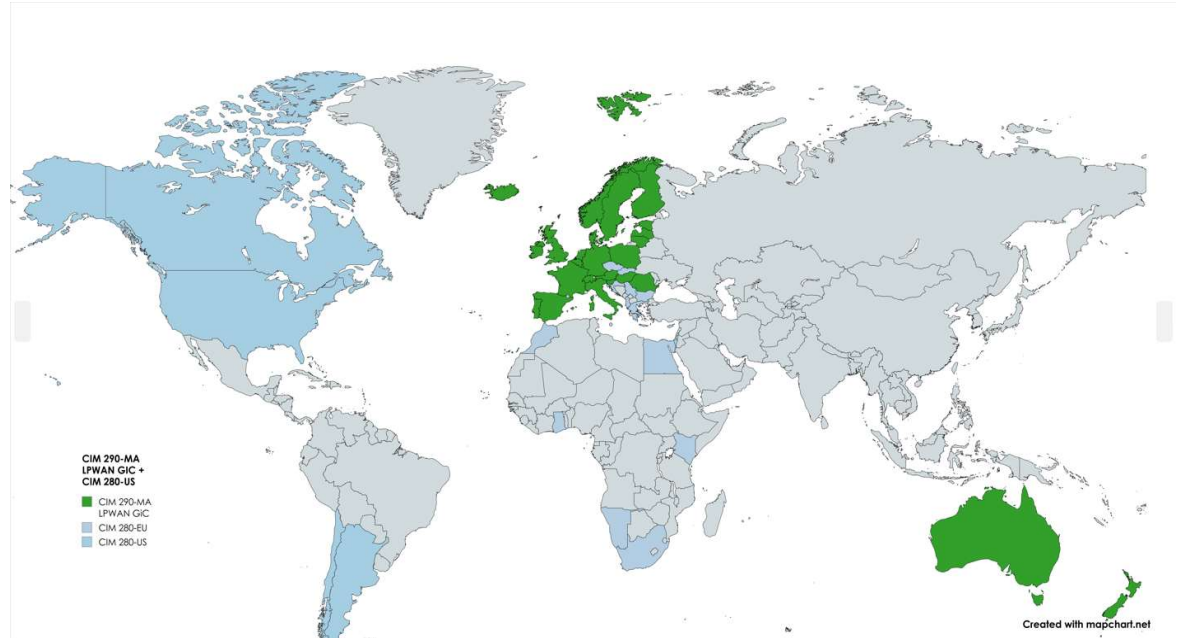 CIM 290-MA
LPWAN GIC +
CIM 280-US
CIM 290-MA
LPWAN GiC
CIM 280-EU
CIM 280-US
Created with mapchart.net